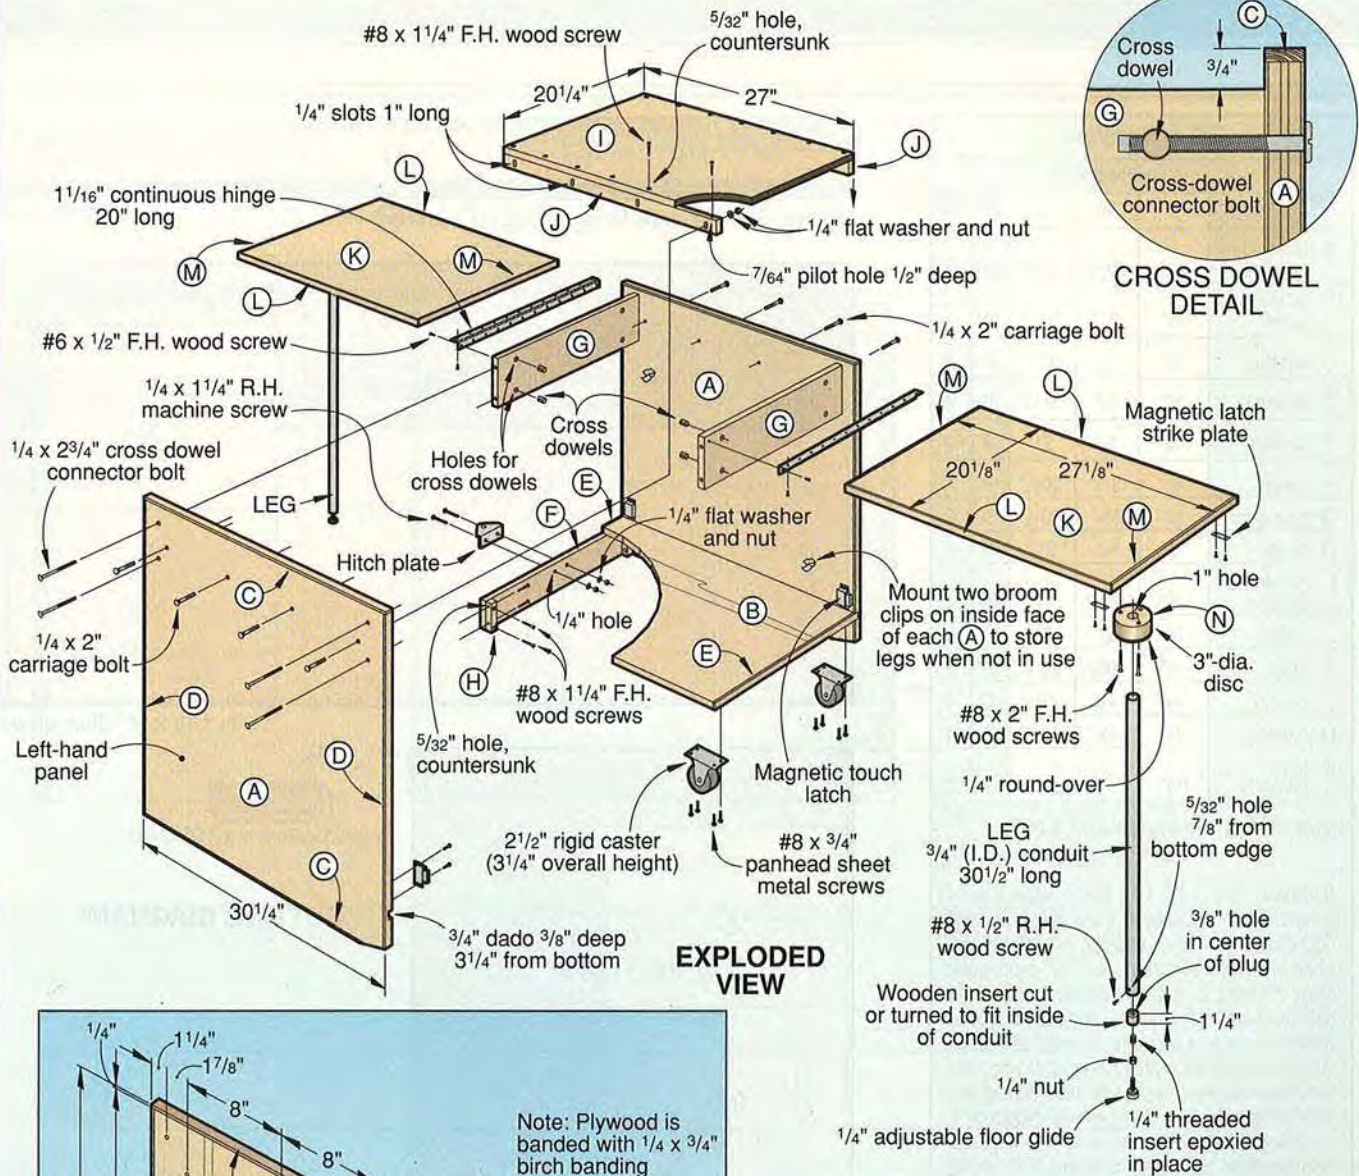 #8 x 1 1/4" F.H. wood screw
5/32" hole,
countersunk
20 1/4"
27"
1/4" slots 1" long
I
J
J
1/4" flat washer and nut
7/64" pilot hole 1/2" deep
C
Cross
dowel
3/4"
G
Cross-dowel
connector bolt
A
CROSS DOWEL
DETAIL
1 1/16" continuous hinge
20" long
L
M
K
M
L
#6 x 1/2" F.H. wood screw
G
A
1/4 x 2" carriage bolt
1/4 x 1 1/4" R.H.
machine screw
1/4 x 2 3/4" cross dowel
connector bolt
LEG
Holes for
cross dowels
Cross
dowels
G
E
F
1/4" flat washer
and nut
Hitch plate
M
L
Magnetic latch
strike plate
20 1/8"
27 1/8"
L
K
M
1" hole
N
3"-dia.
disc
C
1/4 x 2"
carriage bolt
D
Left-hand
panel
D
A
C
30 1/4"
1/4" hole
H
#8 x 1 1/4" F.H.
wood screws
5/32" hole,
countersunk
B
E
Mount two broom
clips on inside face
of each A to store
legs when not in use
Magnetic touch
latch
2 1/2" rigid caster
(3 1/4" overall height)
#8 x 3/4"
panhead sheet
metal screws
3/4" dado 3/8" deep
3 1/4" from bottom
EXPLODED
VIEW
#8 x 2" F.H.
wood screws
1/4" round-over
5/32" hole
7/8" from
bottom edge
LEG
3/4" (I.D.) conduit
30 1/2" long
#8 x 1/2" R.H.
wood screw
3/8" hole
in center
of plug
Wooden insert cut
or turned to fit inside
of conduit
1 1/4"
1/4" nut
1/4" adjustable floor glide
1/4" threaded
insert epoxied
in place
1/4"
1 1/4"
1 7/8"
8"
8"
Note: Plywood is
banded with 1/4 x 3/4"
birch banding